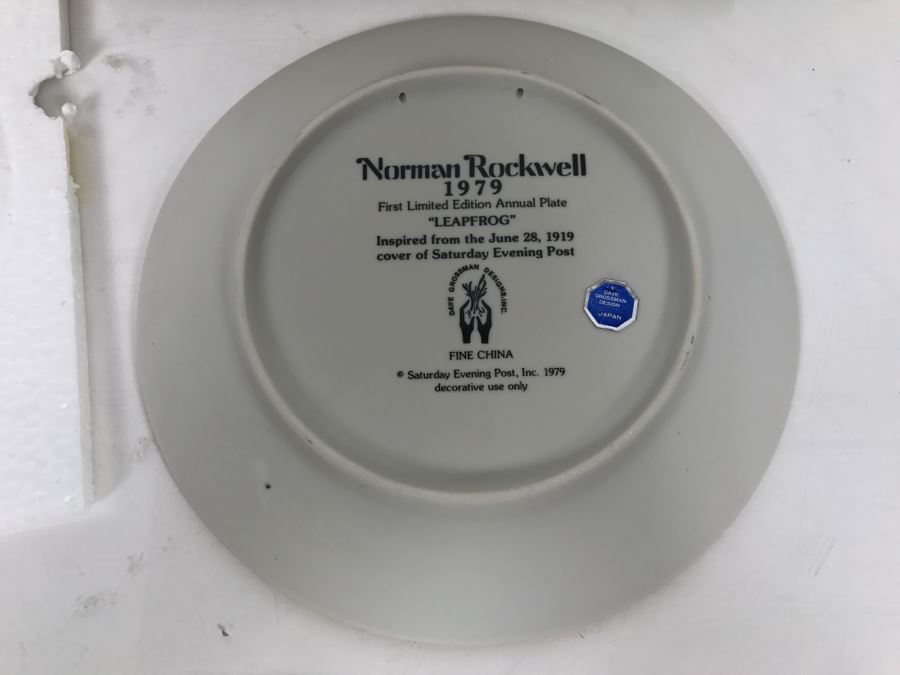 Norman Rockwell
1979
First Limited Edition Annual Plate
"LEAPFROG"
Inspired from the June 28, 1919
cover of Saturday Evening Post
DAVE GROSSMAN DESIGNS, INC.
FINE CHINA
© Saturday Evening Post, Inc. 1979
decorative use only
A
DAVE
GROSSMAN
DESIGN
JAPAN